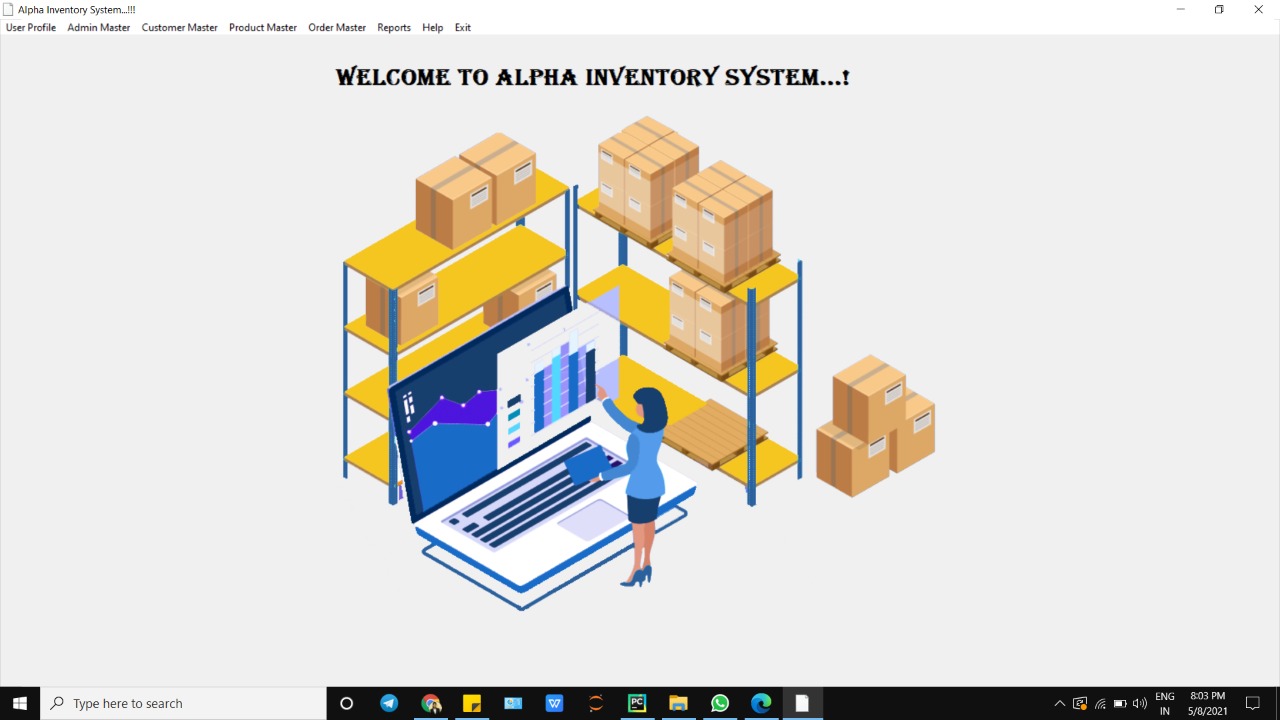 Alpha Inventory System...!!!
User Profile Admin Master Customer Master Product Master Order Master Reports Help Exit
WELCOME TO ALPHA INVENTORY SYSTEM...!
Type here to search
W
PC
ENG
IN
8:03 PM
5/8/2021